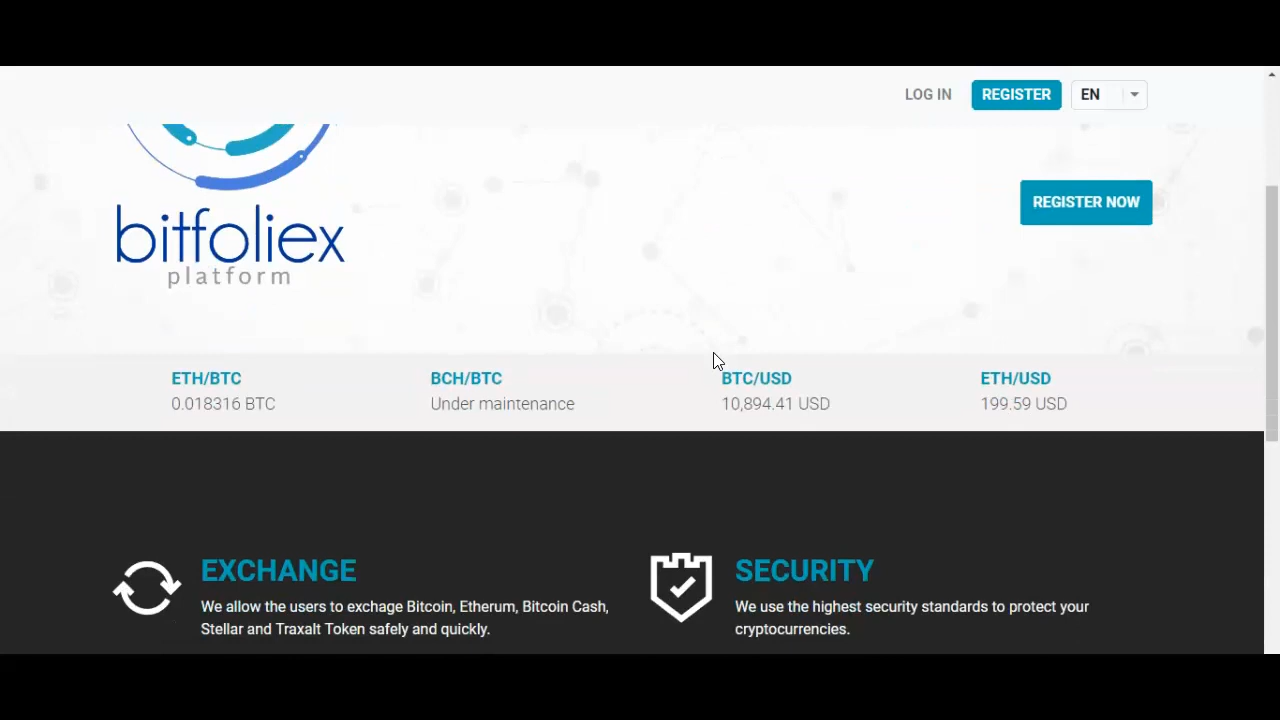 LOG IN REGISTER EN
REGISTER NOW
bitfoliex
platform
ETH/BTC BCH/BTC BTC/USD ETH/USD
0.018316 BTC Under maintenance 10,894.41 USD 199.59 USD
EXCHANGE
We allow the users to exchage Bitcoin, Etherum, Bitcoin Cash,
Stellar and Traxalt Token safely and quickly.
SECURITY
We use the highest security standards to protect your
cryptocurrencies.